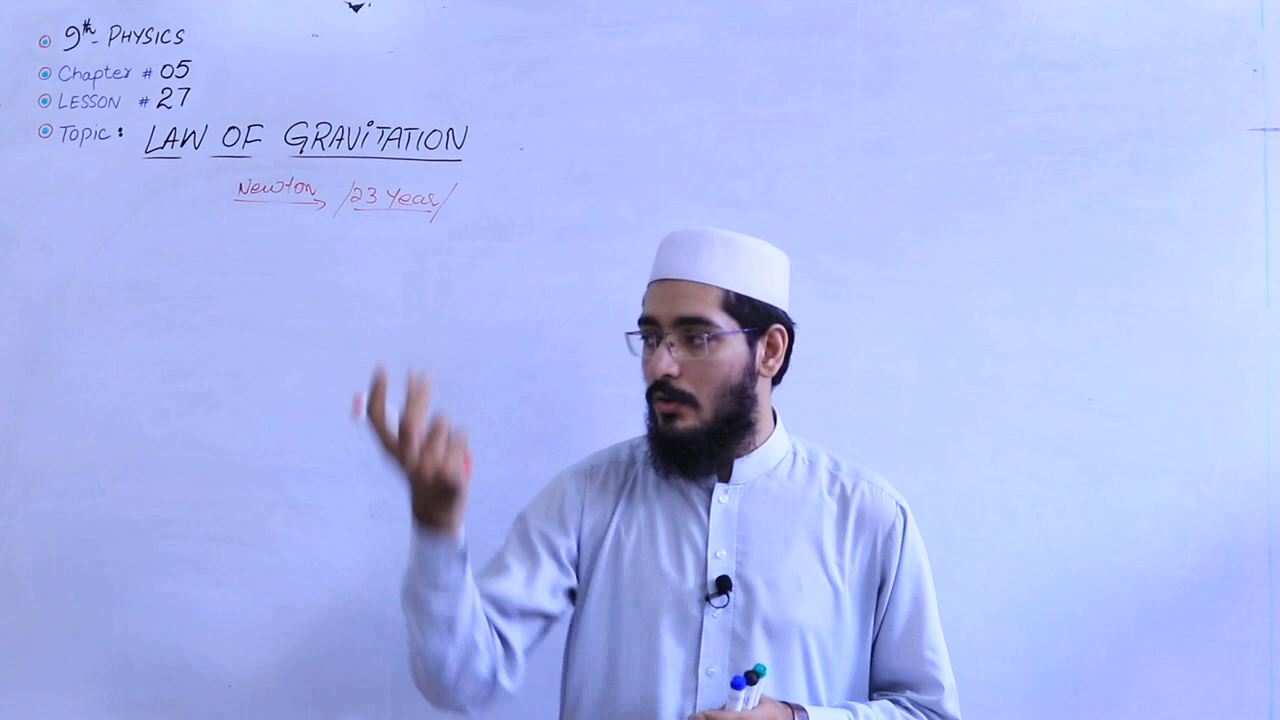 9th PHYSICS
Chapter # 05
LESSON # 27
Topic: LAW OF GRAViTATION
Newton /23 Year/